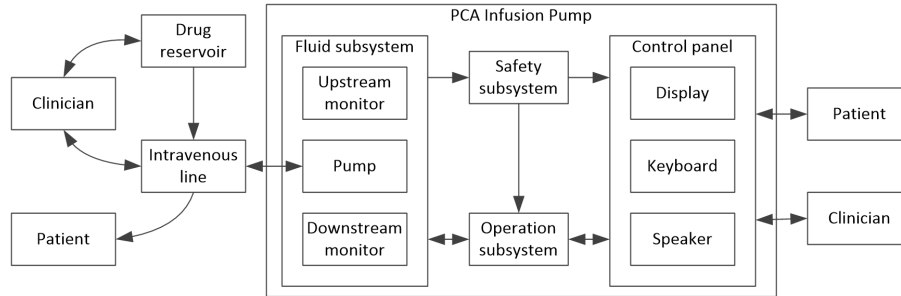 PCA Infusion Pump
Drug
reservoir
Clinician
Intravenous
line
Patient
Fluid subsystem
Upstream
monitor
Pump
Downstream
monitor
Safety
subsystem
Operation
subsystem
Control panel
Display
Keyboard
Speaker
Patient
Clinician